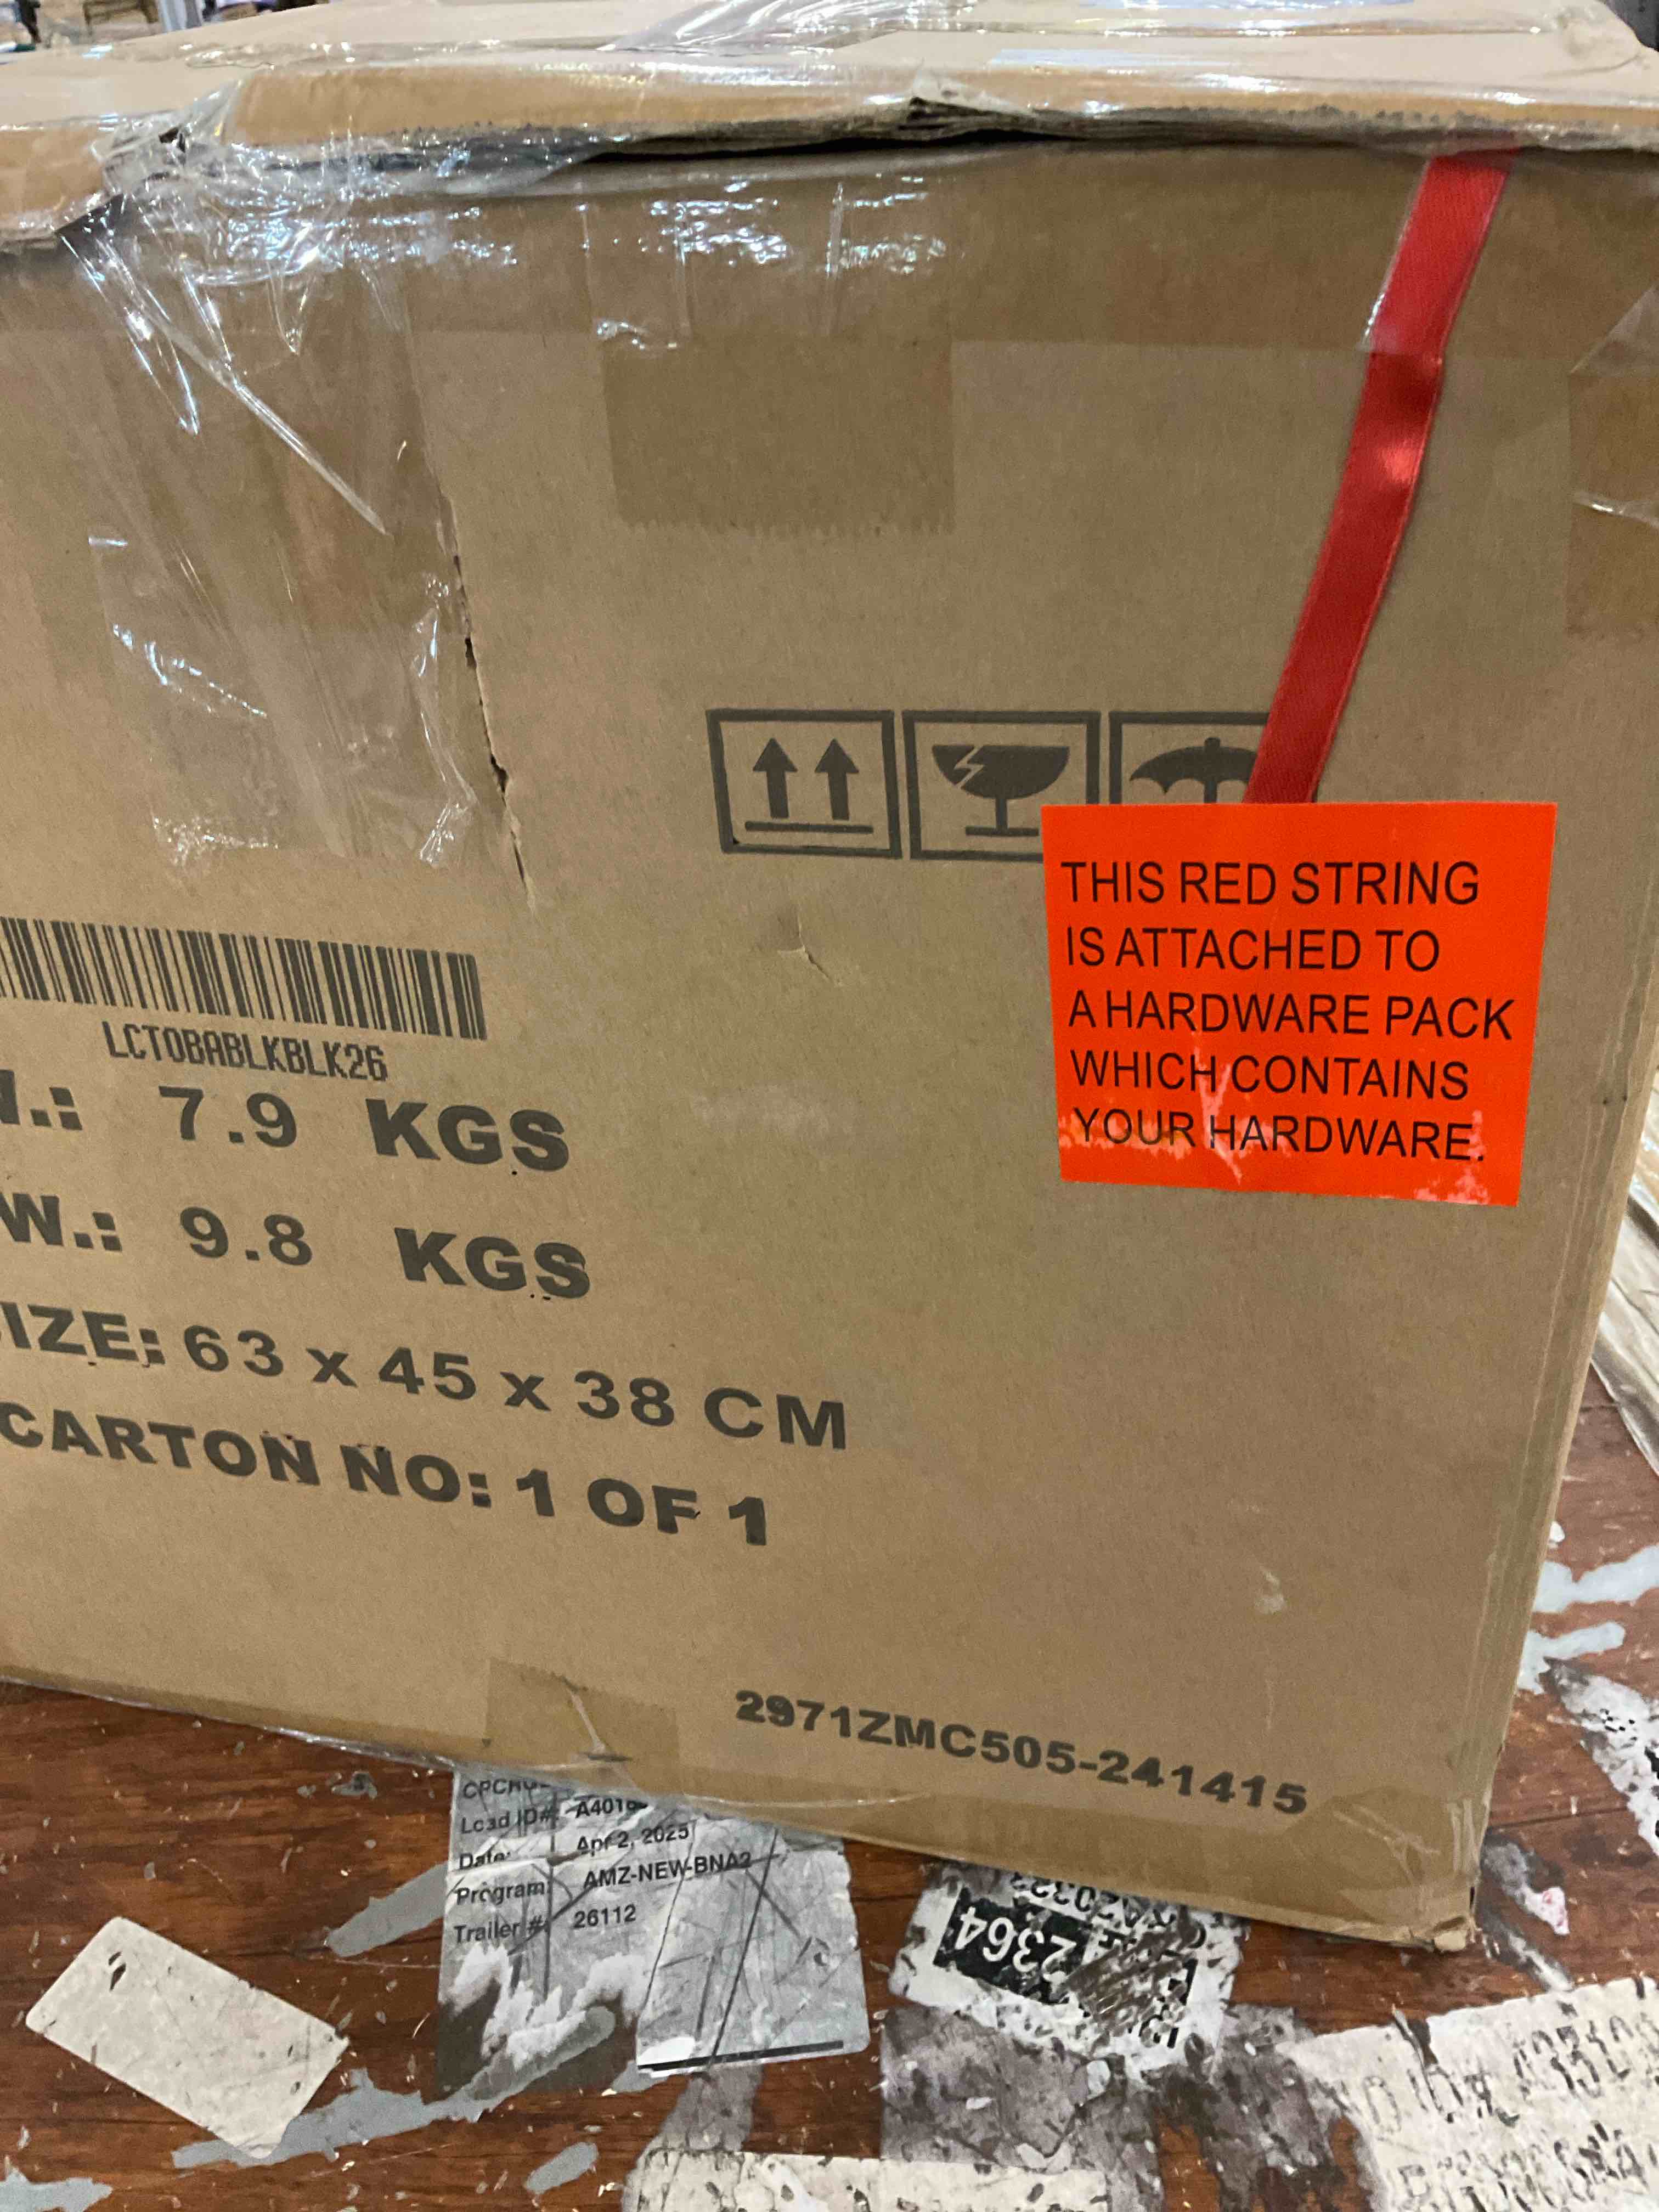 THIS RED STRING
IS ATTACHED TO
A HARDWARE PACK
WHICH CONTAINS
YOUR HARDWARE.
LCTOBABLKBLK26
.: 7.9 KGS
W.: 9.8 KGS
IZE: 63 x 45 x 38 CM
CARTON NO: 1 OF 1
2971ZMC505-241415
Load ID#: A401
Date: Apr 2, 2025
Program: AMZ-NEW-BNA2
Trailer #: 26112
2364